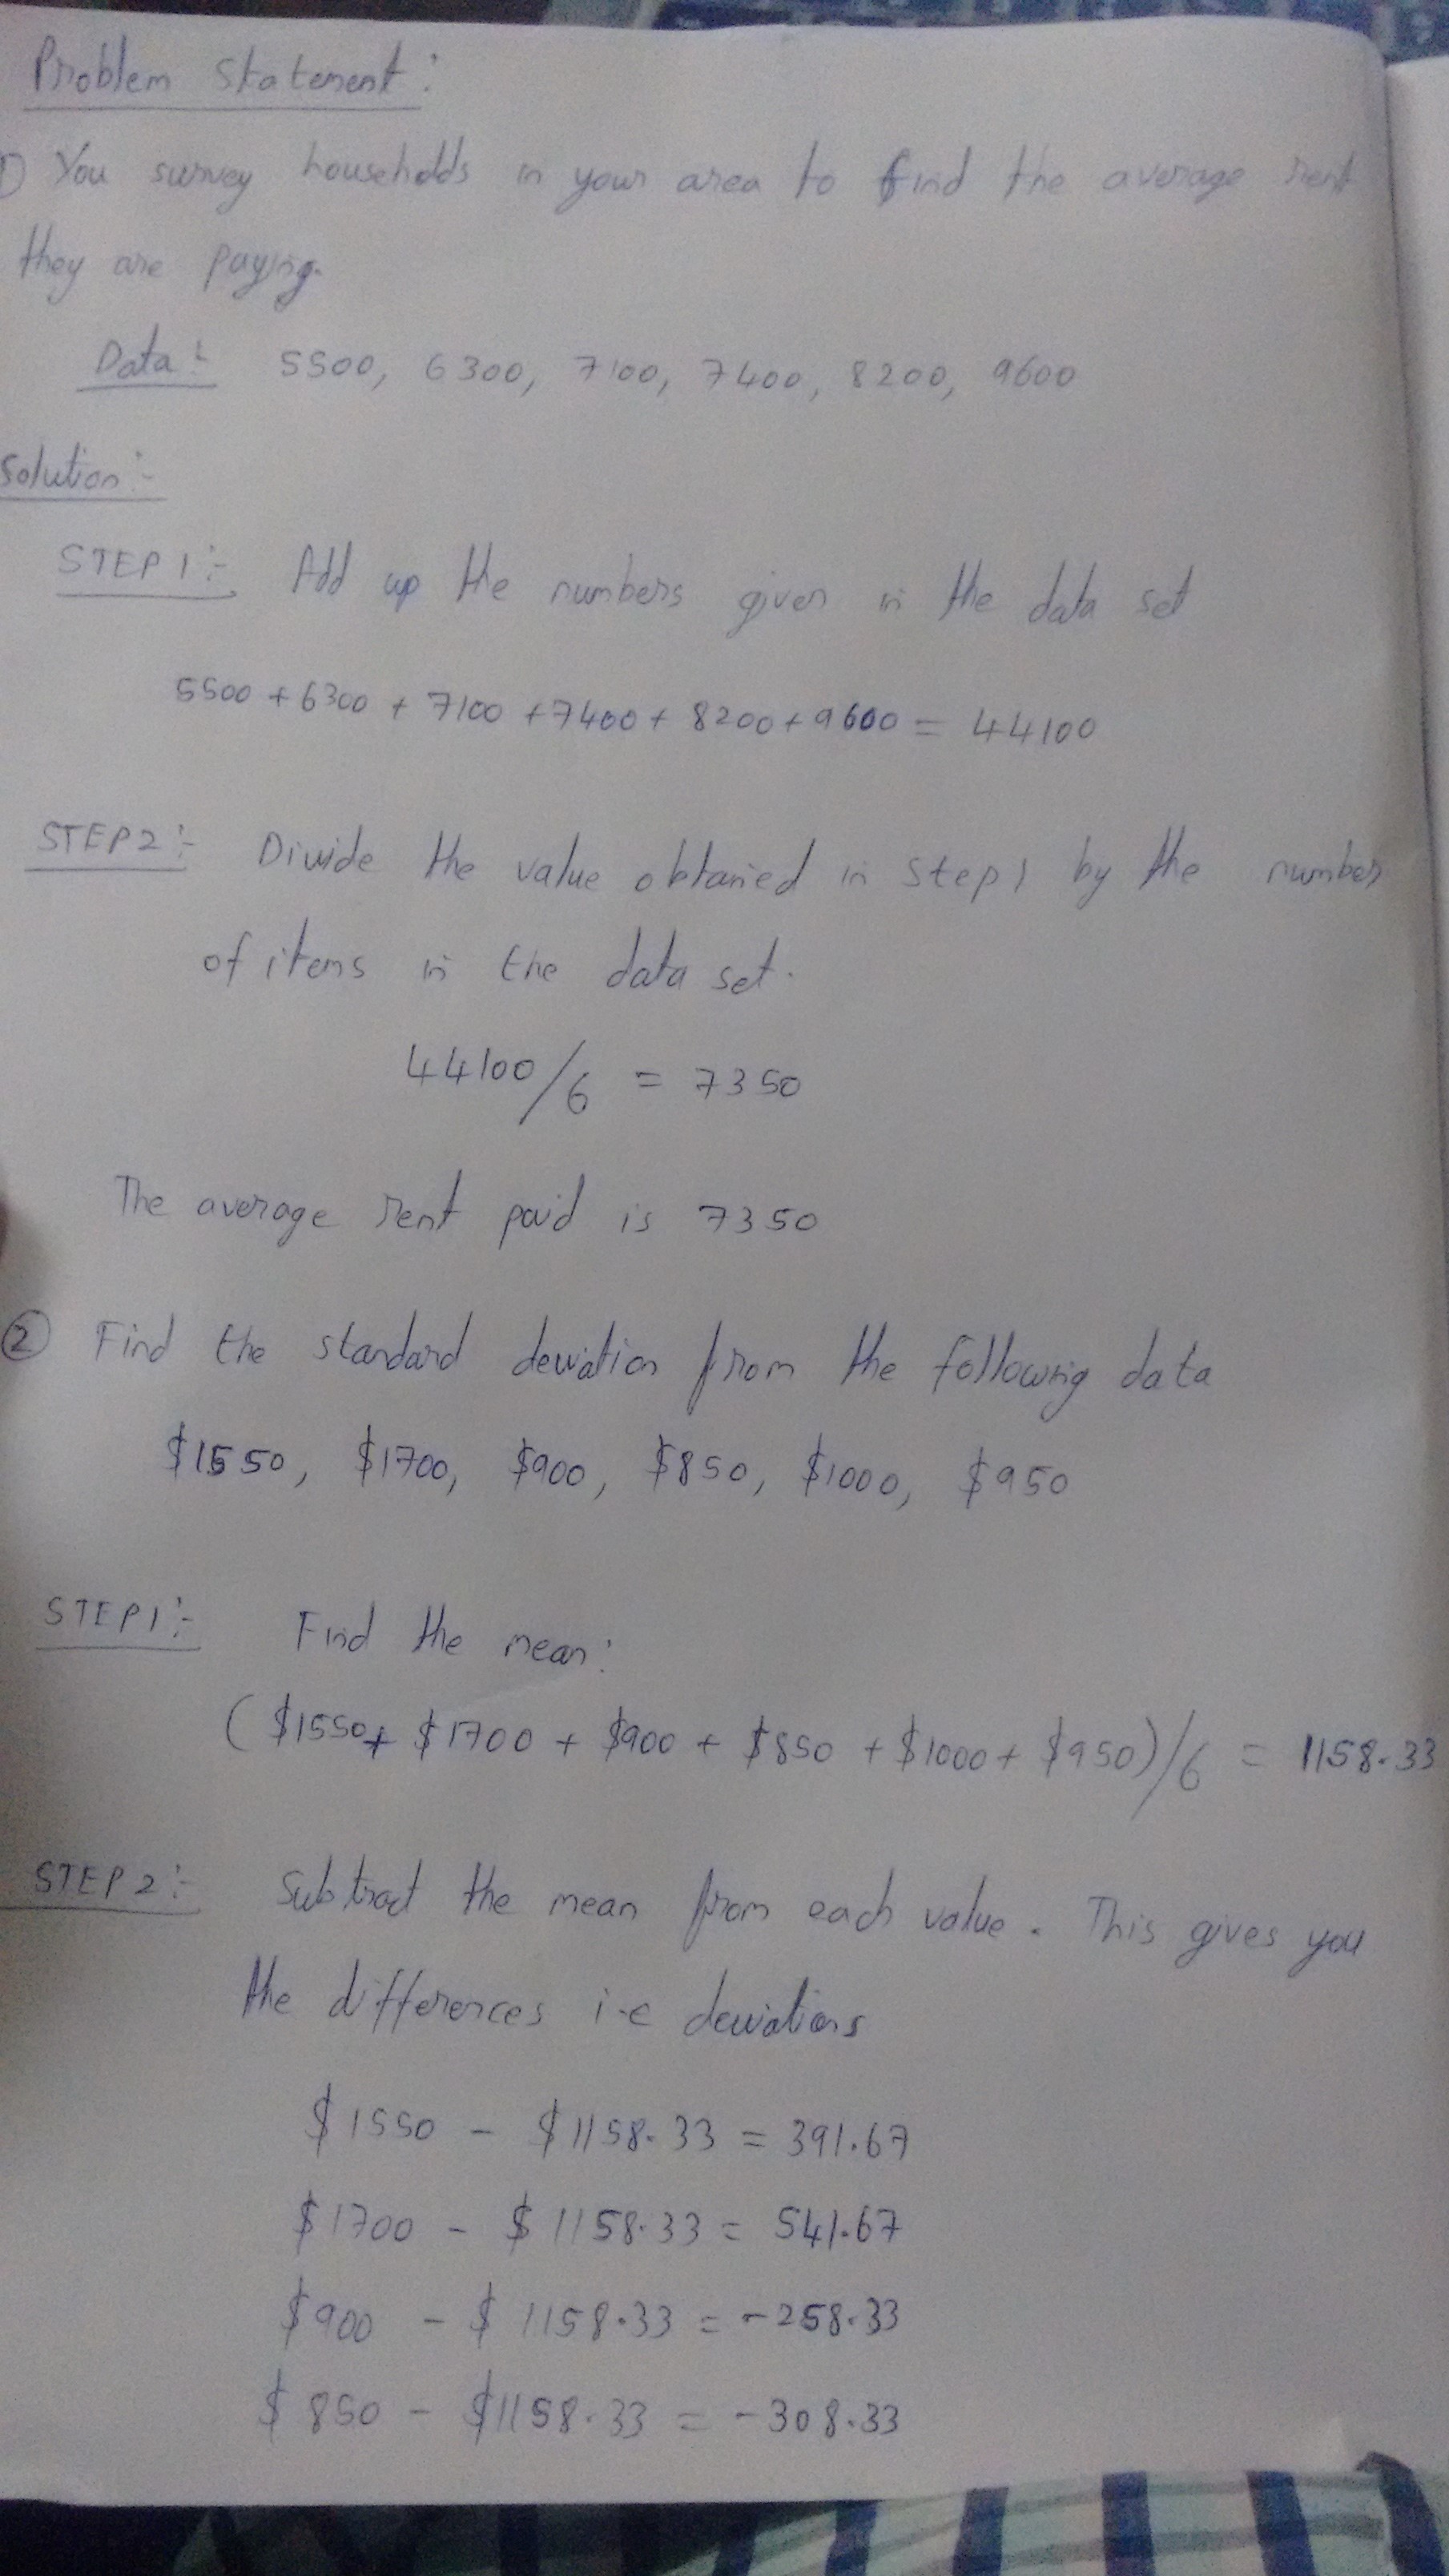 Problem Statement:
1) You survey households in your area to find the average rent
they are paying.
Data:- 5500, 6300, 7100, 7400, 8200, 9600
Solution:-
STEP 1:- Add up the numbers given in the data set
5500 + 6300 + 7100 + 7400 + 8200 + 9600 = 44100
STEP 2:- Divide the value obtained in step 1 by the number
of items in the data set.
44100/6 = 7350
The average rent paid is 7350
2 Find the standard deviation from the following data
$1550, $1700, $900, $850, $1000, $950
STEP 1:- Find the mean:
($1550 + $1700 + $900 + $850 + $1000 + $950)/6 = 1158.33
STEP 2:- Subtract the mean from each value. This gives you
the differences i.e deviations
$1550 - $1158.33 = 391.67
$1700 - $1158.33 = 541.67
$900 - $1158.33 = -258.33
$850 - $1158.33 = -308.33